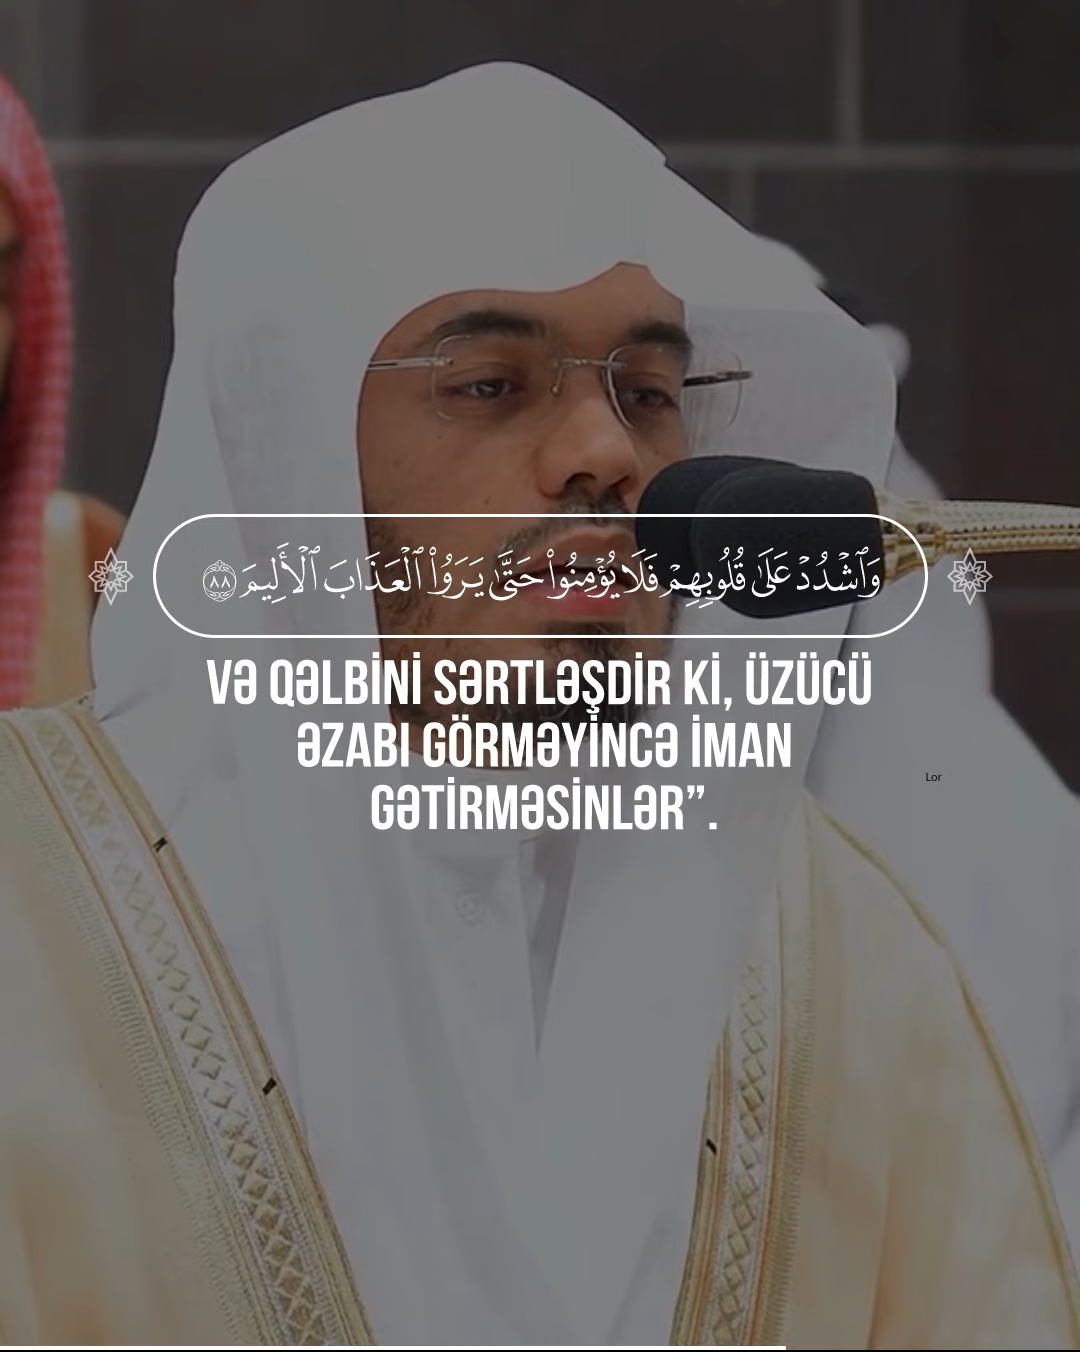 وَٱشْدُدْ عَلَىٰ قُلُوبِهِمْ فَلَا يُؤْمِنُوا۟ حَتَّىٰ يَرَوُا۟ ٱلْعَذَابَ ٱلْأَلِيمَ ٨٨
VƏ QƏLBİNİ SƏRTLƏŞDİR Kİ, ÜZÜCÜ
ƏZABI GÖRMƏYİNCƏ İMAN
GƏTİRMƏSİNLƏR”.
Lor